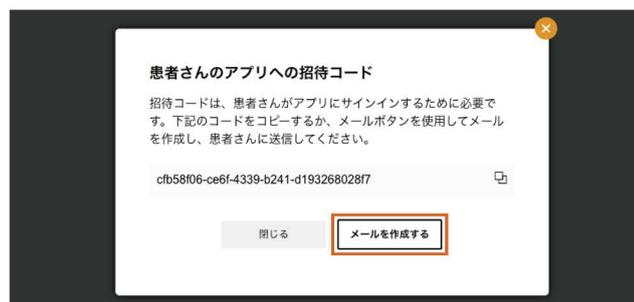 患者さんのアプリへの招待コード
招待コードは、患者さんがアプリにサインインするために必要で
す。下記のコードをコピーするか、メールボタンを使用してメール
を作成し、患者さんに送信してください。
cfb58f06-ce6f-4339-b241-d193268028f7
閉じる
メールを作成する